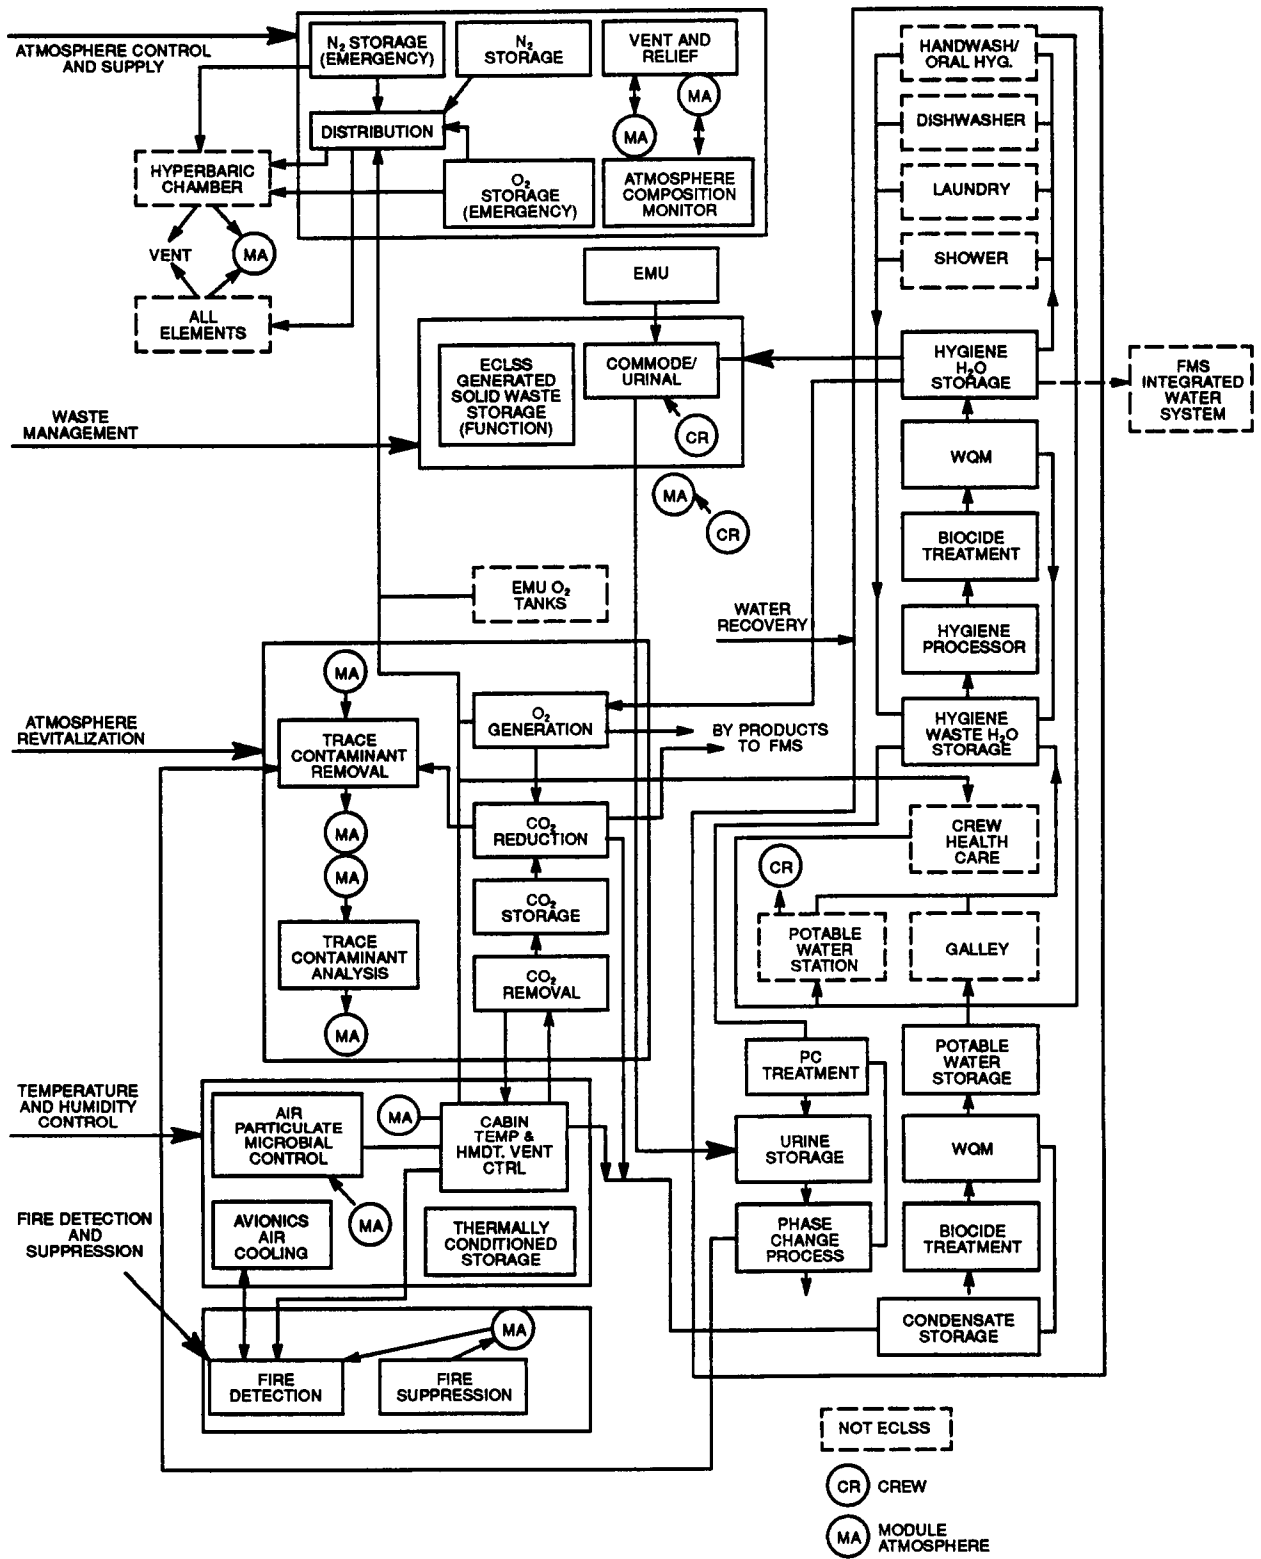 ATMOSPHERE CONTROL
AND SUPPLY
N2 STORAGE
(EMERGENCY)
N2
STORAGE
VENT AND
RELIEF
MA
MA
DISTRIBUTION
O2
STORAGE
(EMERGENCY)
ATMOSPHERE
COMPOSITION
MONITOR
HYPERBARIC
CHAMBER
VENT
MA
ALL
ELEMENTS
EMU
ECLSS
GENERATED
SOLID WASTE
STORAGE
(FUNCTION)
COMMODE/
URINAL
CR
WASTE
MANAGEMENT
MA
CR
HANDWASH/
ORAL HYG.
DISHWASHER
LAUNDRY
SHOWER
HYGIENE
H2O
STORAGE
FMS
INTEGRATED
WATER
SYSTEM
WQM
BIOCIDE
TREATMENT
HYGIENE
PROCESSOR
HYGIENE
WASTE H2O
STORAGE
WATER
RECOVERY
EMU O2
TANKS
ATMOSPHERE
REVITALIZATION
MA
TRACE
CONTAMINANT
REMOVAL
MA
MA
TRACE
CONTAMINANT
ANALYSIS
MA
O2
GENERATION
BY PRODUCTS
TO FMS
CO2
REDUCTION
CO2
STORAGE
CO2
REMOVAL
CREW
HEALTH
CARE
CR
POTABLE
WATER
STATION
GALLEY
PC
TREATMENT
POTABLE
WATER
STORAGE
URINE
STORAGE
WQM
PHASE
CHANGE
PROCESS
BIOCIDE
TREATMENT
CONDENSATE
STORAGE
TEMPERATURE
AND HUMIDITY
CONTROL
AIR
PARTICULATE
MICROBIAL
CONTROL
MA
CABIN
TEMP &
HMDT. VENT
CTRL
MA
AVIONICS
AIR
COOLING
THERMALLY
CONDITIONED
STORAGE
FIRE DETECTION
AND
SUPPRESSION
MA
FIRE
DETECTION
FIRE
SUPPRESSION
NOT ECLSS
CR CREW
MA MODULE
ATMOSPHERE